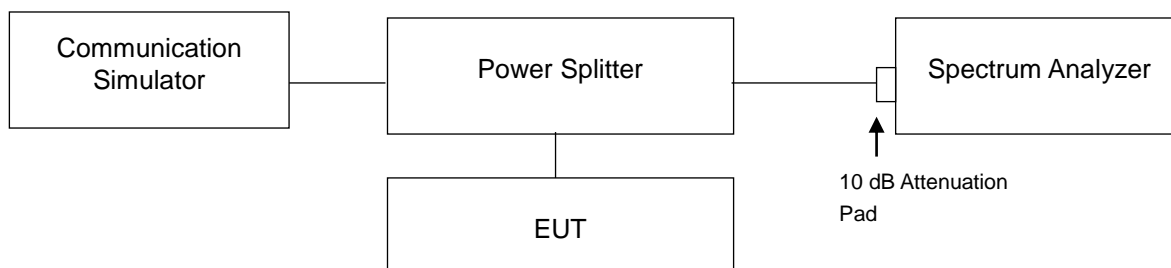 Communication
Simulator
Power Splitter
Spectrum Analyzer
10 dB Attenuation
Pad
EUT